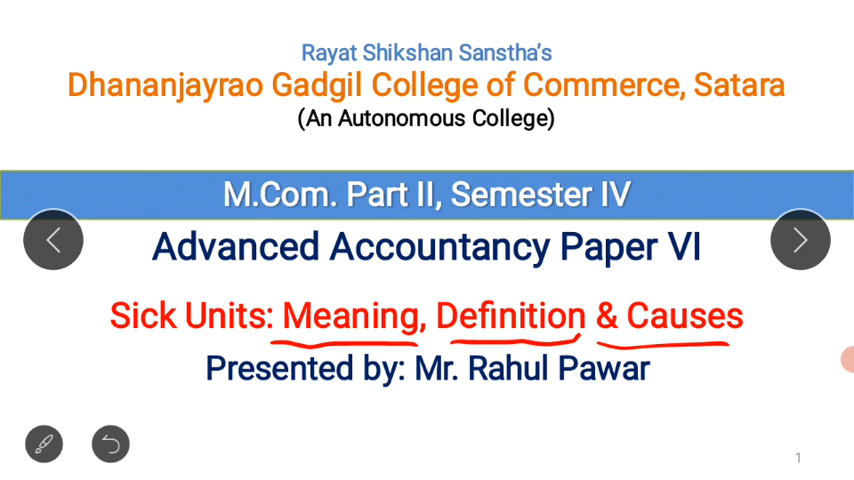 Rayat Shikshan Sanstha's
Dhananjayrao Gadgil College of Commerce, Satara
(An Autonomous College)
M.Com. Part II, Semester IV
Advanced Accountancy Paper VI
Sick Units: Meaning, Definition & Causes
Presented by: Mr. Rahul Pawar
1